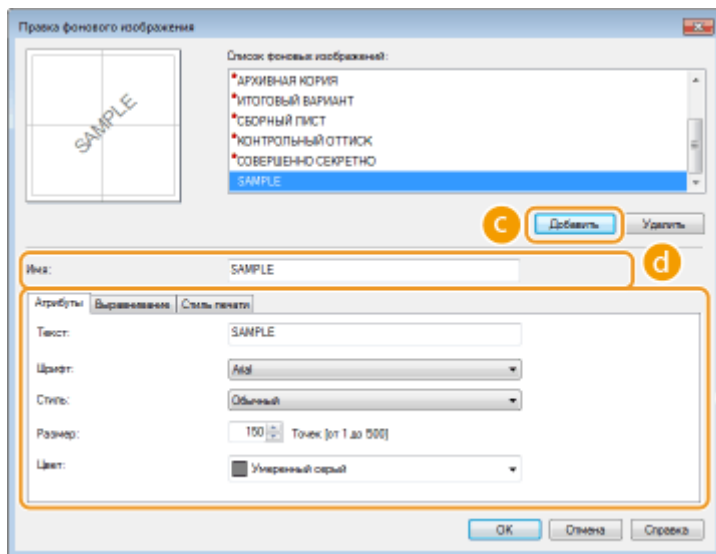 Правка фонового изображения
SAMPLE
Список фоновых изображений:
*АРХИВНАЯ КОРИЯ
*ИТОГОВЫЙ ВАРИАНТ
*СБОРНЫЙ ЛИСТ
*КОНТРОЛЬНЫЙ ОТТИСК
*СОВЕРШЕННО СЕКРЕТНО
SAMPLE
C Добавить Удалить
d
Имя: SAMPLE
Атрибуты Выравнивание Стиль печати
Текст: SAMPLE
Шрифт: Arial
Стиль: Обычный
Размер: 150 Точек [от 1 до 500]
Цвет: Умеренный серый
OK Отмена Справка